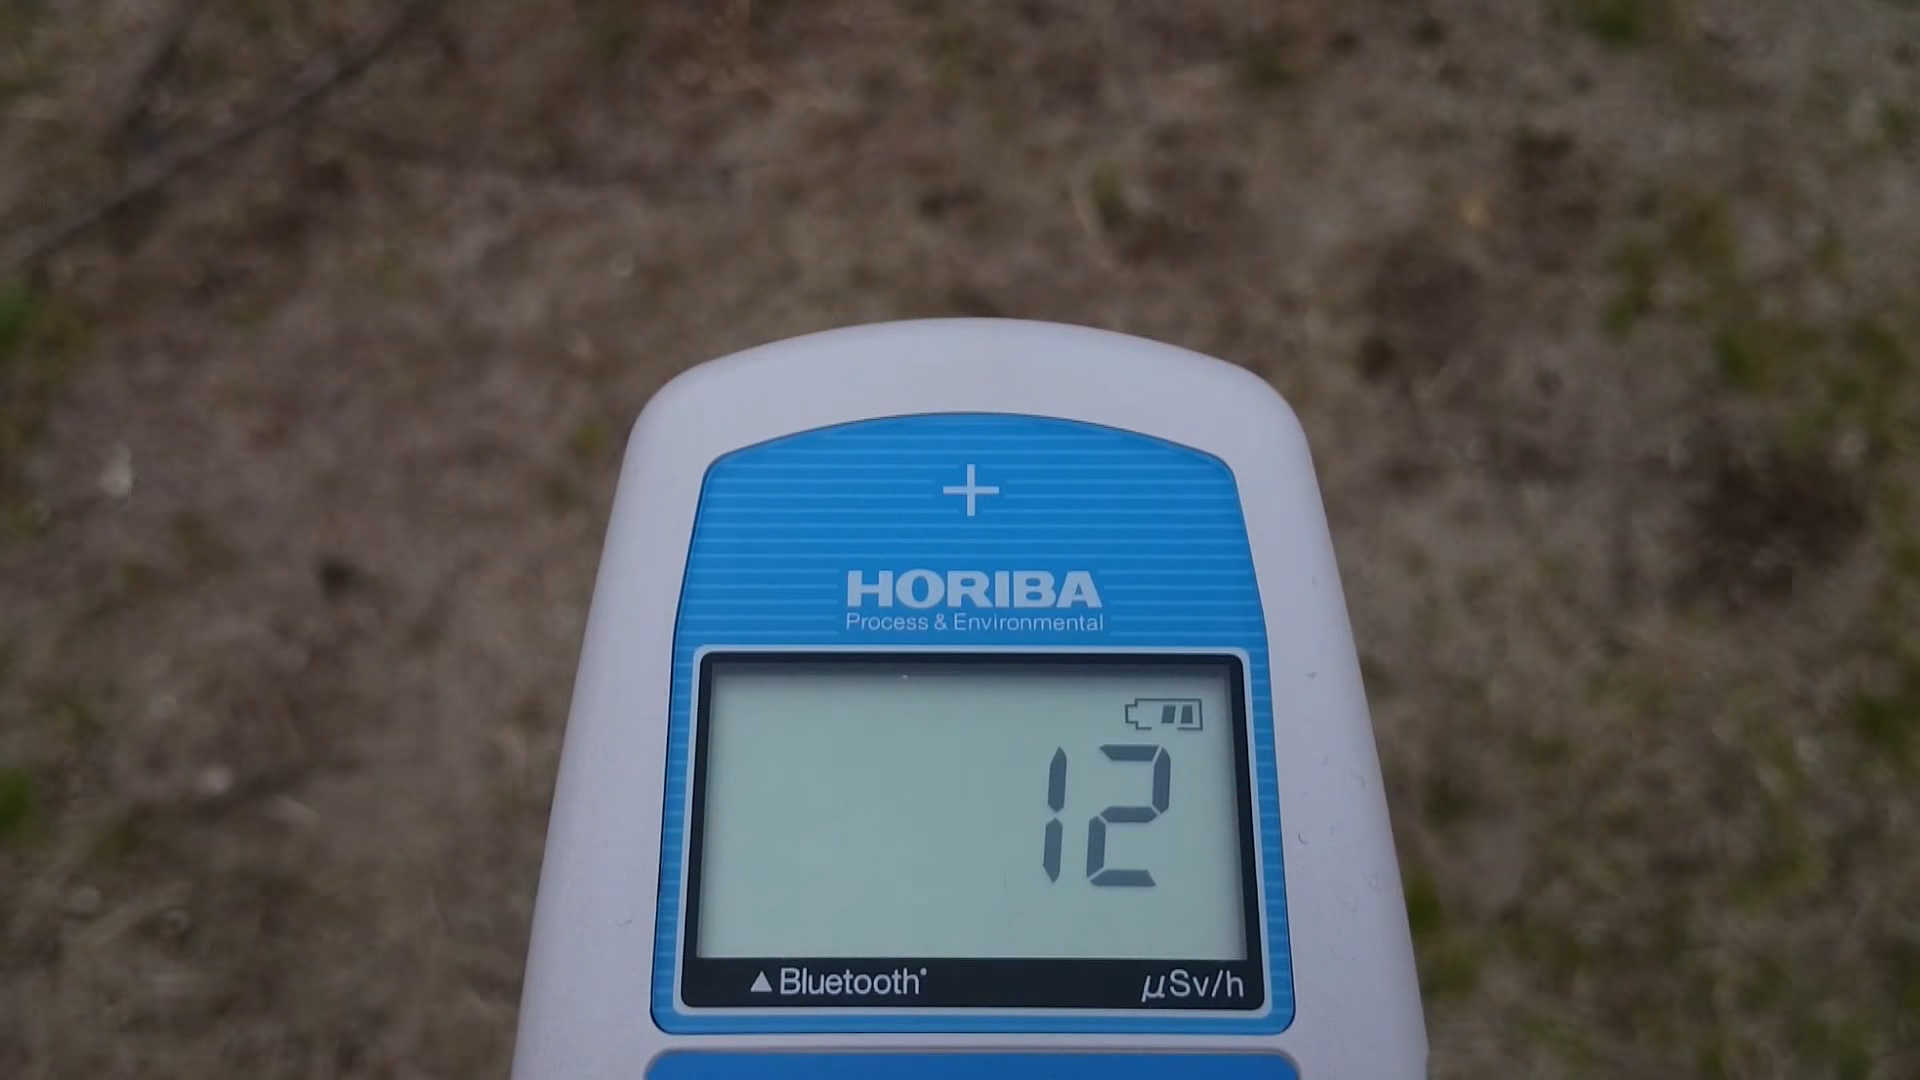 +
HORIBA
Process & Environmental
12
▲Bluetooth®
μSv/h